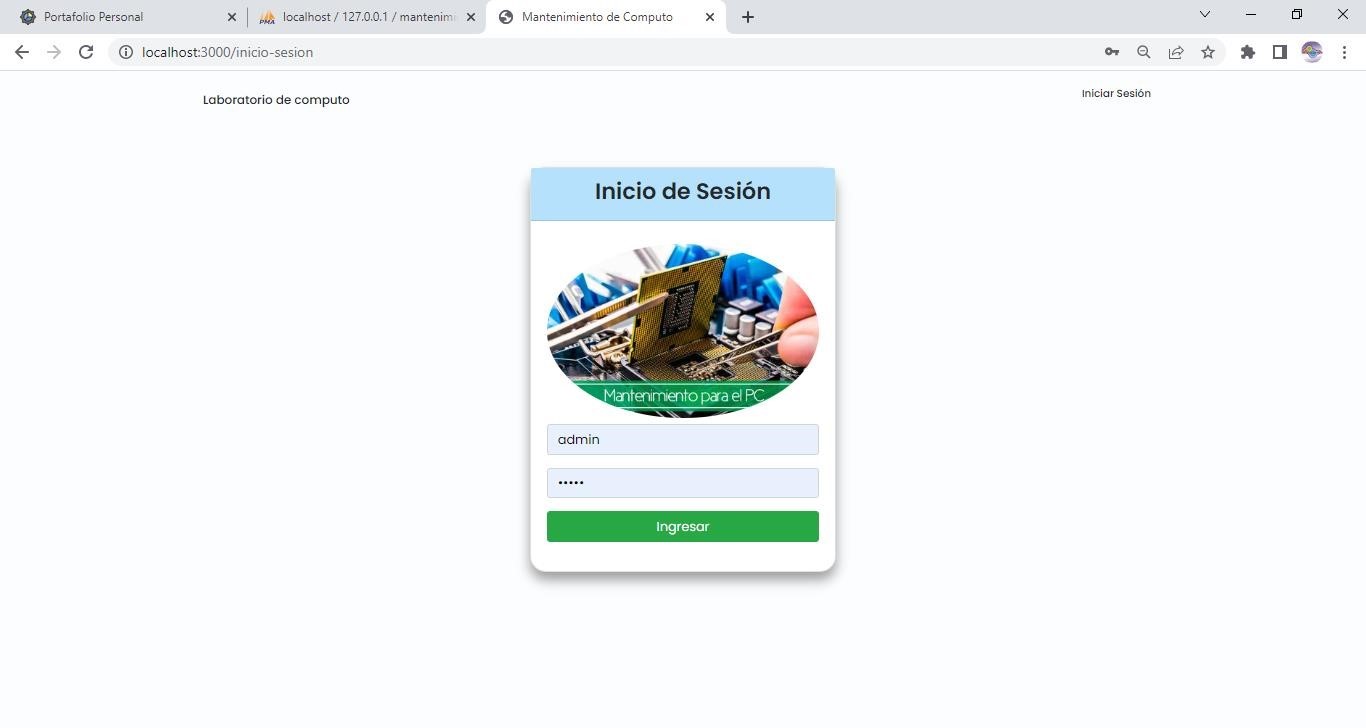 Portafolio Personal
localhost / 127.0.0.1 / mantenimi
Mantenimiento de Computo
localhost:3000/inicio-sesion
Laboratorio de computo
Iniciar Sesión
Inicio de Sesión
Mantenimiento para el PC
admin
•••••
Ingresar